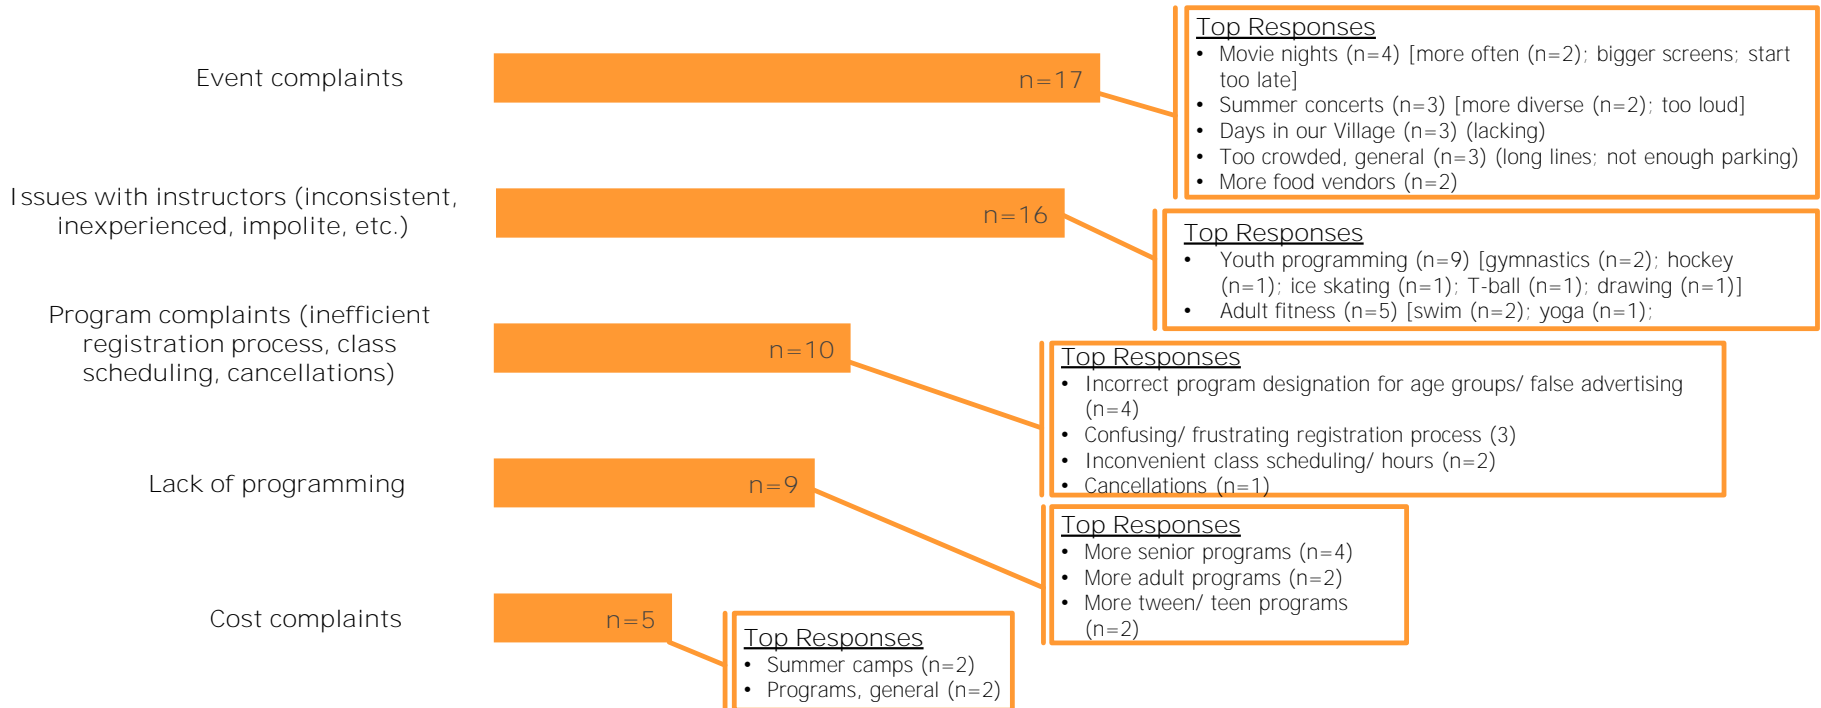 Event complaints
n=17
Top Responses
• Movie nights (n=4) [more often (n=2); bigger screens; start
too late]
• Summer concerts (n=3) [more diverse (n=2); too loud]
• Days in our Village (n=3) (lacking)
• Too crowded, general (n=3) (long lines; not enough parking)
• More food vendors (n=2)
Issues with instructors (inconsistent,
inexperienced, impolite, etc.)
n=16
Top Responses
• Youth programming (n=9) [gymnastics (n=2); hockey
(n=1); ice skating (n=1); T-ball (n=1); drawing (n=1)]
• Adult fitness (n=5) [swim (n=2); yoga (n=1);
Program complaints (inefficient
registration process, class
scheduling, cancellations)
n=10
Top Responses
• Incorrect program designation for age groups/ false advertising
(n=4)
• Confusing/ frustrating registration process (3)
• Inconvenient class scheduling/ hours (n=2)
• Cancellations (n=1)
Lack of programming
n=9
Top Responses
• More senior programs (n=4)
• More adult programs (n=2)
• More tween/ teen programs
(n=2)
Cost complaints
n=5
Top Responses
• Summer camps (n=2)
• Programs, general (n=2)